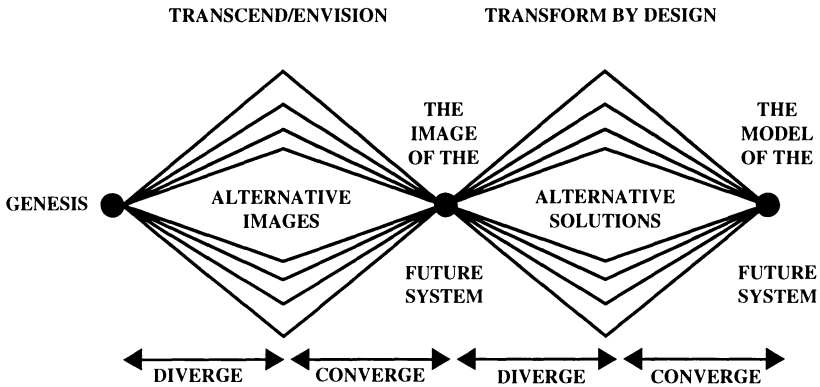 TRANSCEND/ENVISION
TRANSFORM BY DESIGN
THE
IMAGE
OF THE
THE
MODEL
OF THE
GENESIS
ALTERNATIVE
IMAGES
ALTERNATIVE
SOLUTIONS
FUTURE
SYSTEM
FUTURE
SYSTEM
DIVERGE
CONVERGE
DIVERGE
CONVERGE